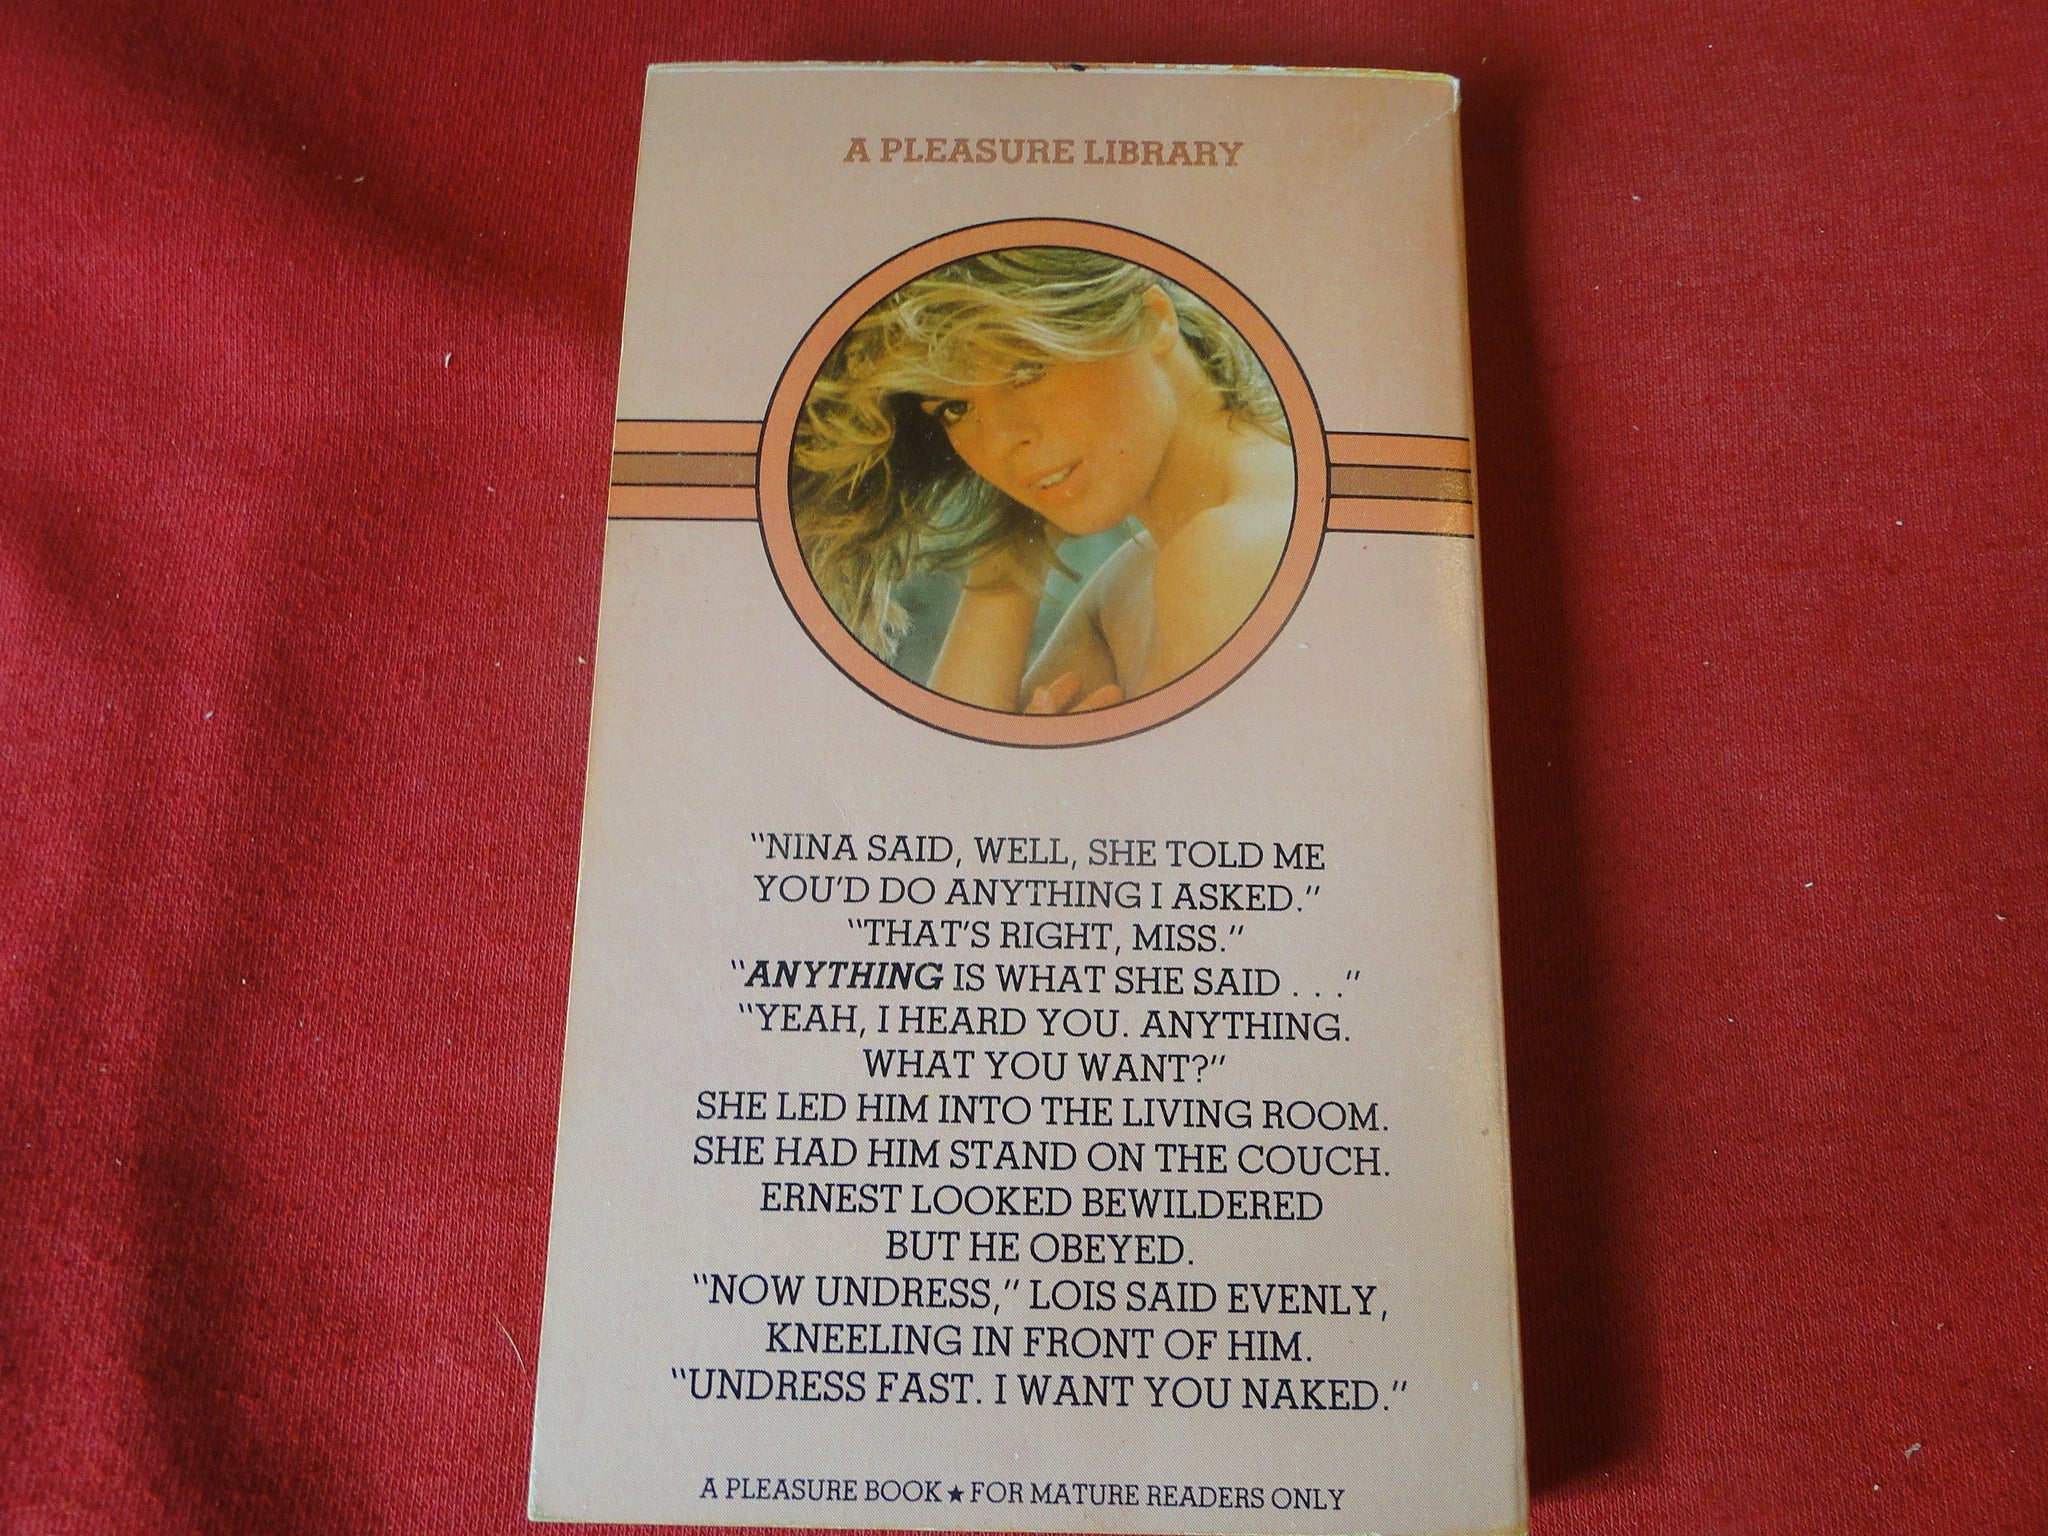 A PLEASURE LIBRARY
"NINA SAID, WELL, SHE TOLD ME
YOU'D DO ANYTHING I ASKED."
"THAT'S RIGHT, MISS."
"ANYTHING IS WHAT SHE SAID . . ."
"YEAH, I HEARD YOU. ANYTHING.
WHAT YOU WANT?"
SHE LED HIM INTO THE LIVING ROOM.
SHE HAD HIM STAND ON THE COUCH.
ERNEST LOOKED BEWILDERED
BUT HE OBEYED.
"NOW UNDRESS," LOIS SAID EVENLY,
KNEELING IN FRONT OF HIM.
"UNDRESS FAST. I WANT YOU NAKED."
A PLEASURE BOOK ★ FOR MATURE READERS ONLY